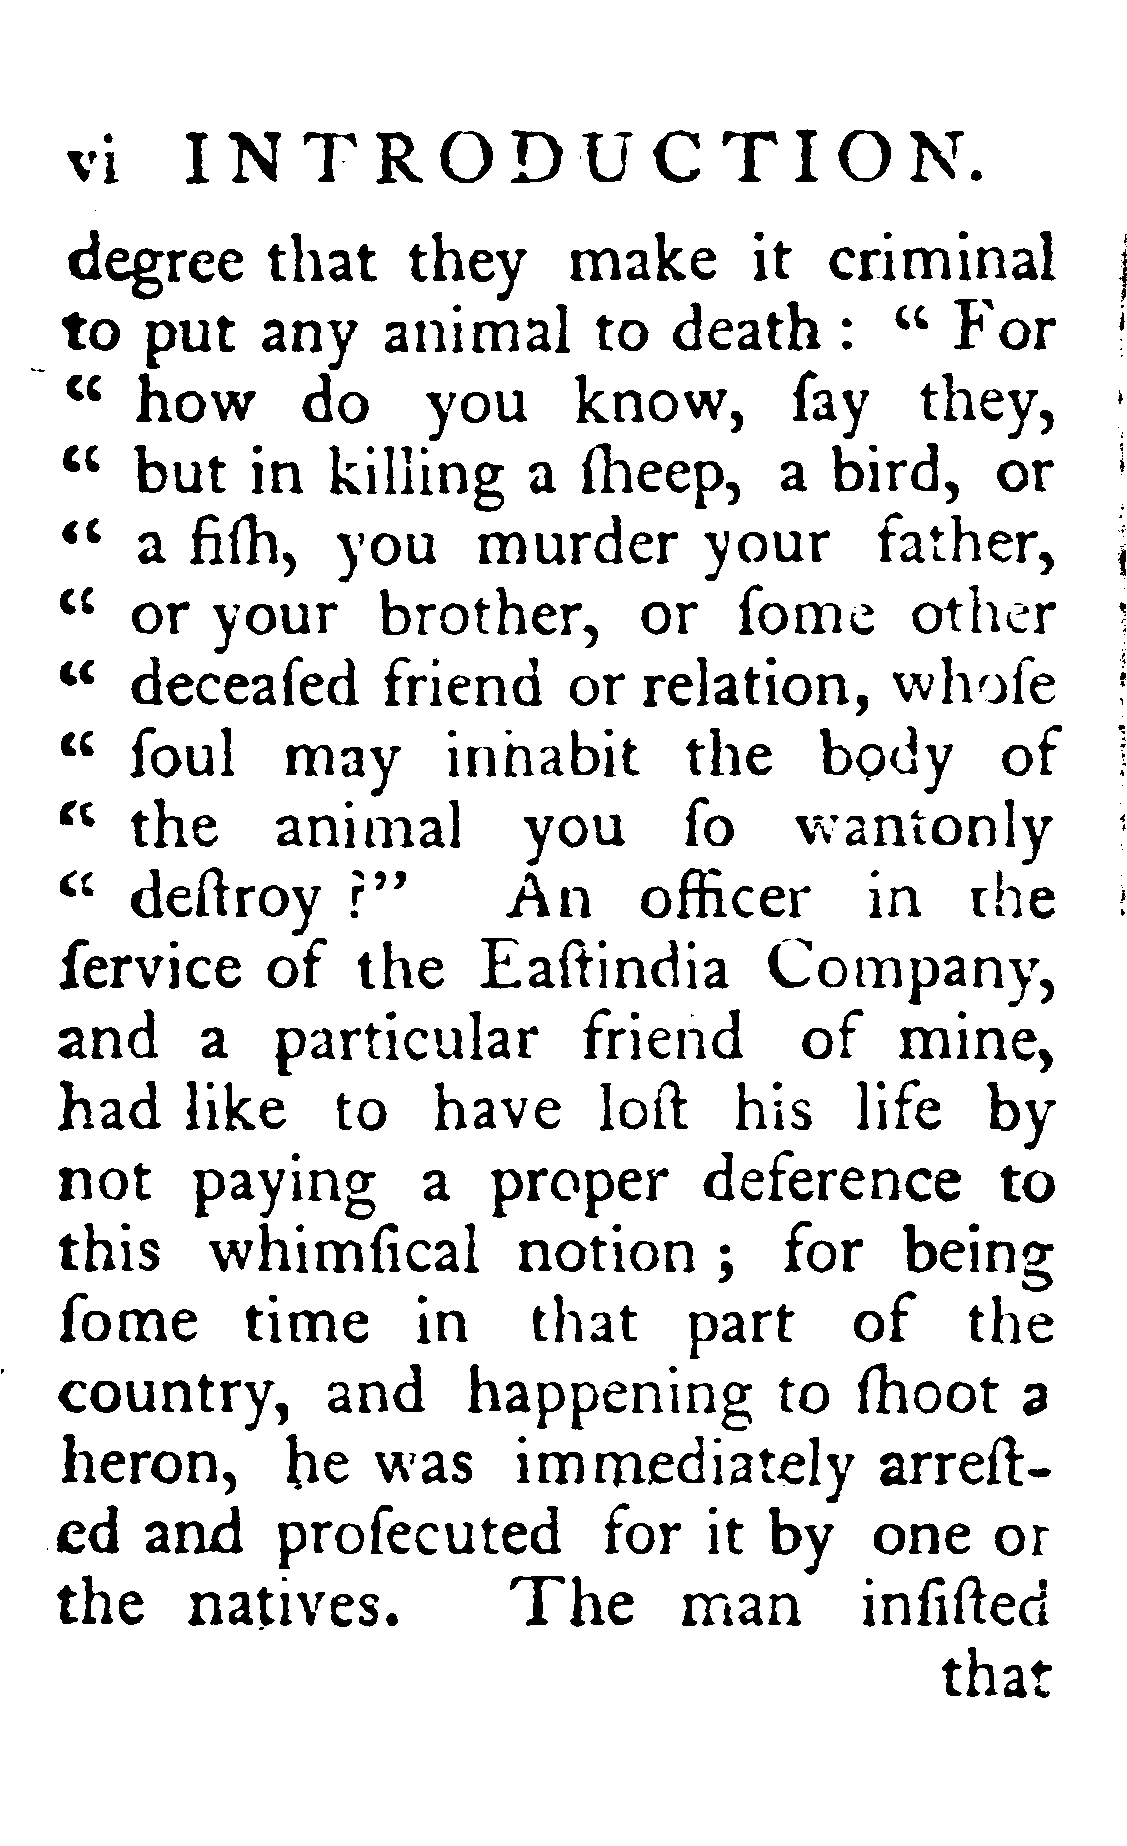 vi INTRODUCTION.
degree that they make it criminal
to put any animal to death : “ For
“ how do you know, ſay they,
“ but in killing a ſheep, a bird, or
“ a fiſh, you murder your father,
“ or your brother, or ſome other
“ deceaſed friend or relation, whoſe
“ ſoul may inhabit the body of
“ the animal you ſo wantonly
“ deſtroy ?” An officer in the
ſervice of the Eaſtindia Company,
and a particular friend of mine,
had like to have loſt his life by
not paying a proper deference to
this whimſical notion ; for being
ſome time in that part of the
country, and happening to ſhoot a
heron, he was immediately arreſt-
ed and proſecuted for it by one or
the natives. The man inſiſted
that